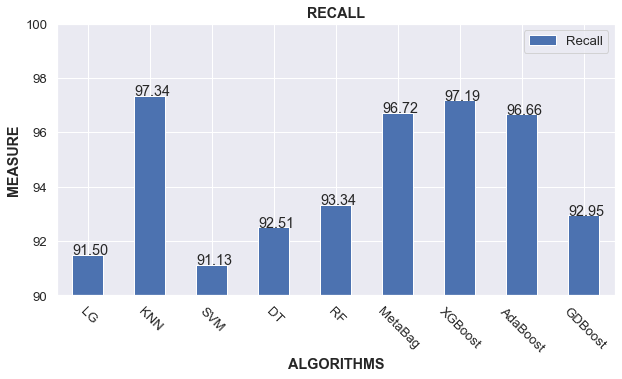 RECALL
100
98
96
94
92
90
MEASURE
Recall
91.50
97.34
91.13
92.51
93.34
96.72
97.19
96.66
92.95
LG
KNN
SVM
DT
RF
MetaBag
XGBoost
AdaBoost
GDBoost
ALGORITHMS